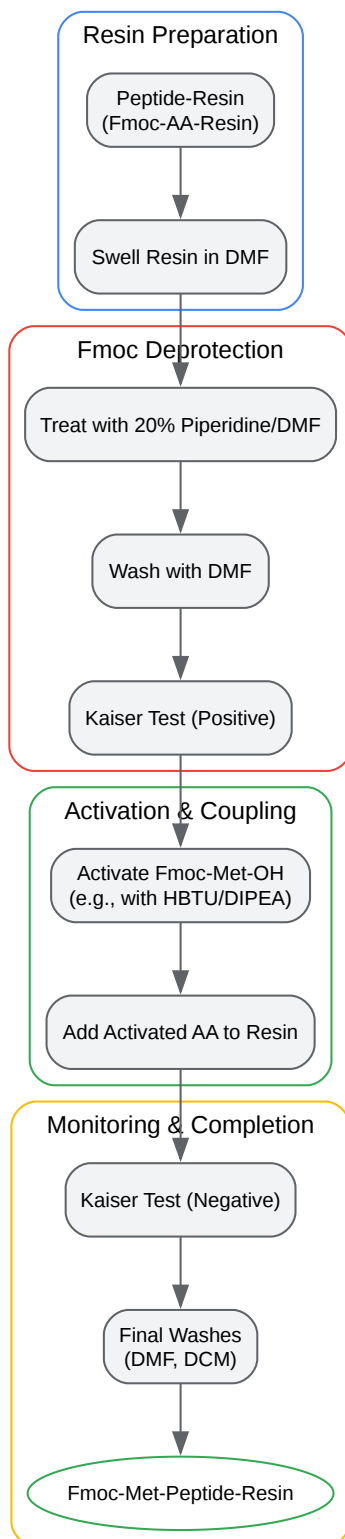 Resin Preparation
Peptide-Resin
(Fmoc-AA-Resin)
Swell Resin in DMF
Fmoc Deprotection
Treat with 20% Piperidine/DMF
Wash with DMF
Kaiser Test (Positive)
Activation & Coupling
Activate Fmoc-Met-OH
(e.g., with HBTU/DIPEA)
Add Activated AA to Resin
Monitoring & Completion
Kaiser Test (Negative)
Final Washes
(DMF, DCM)
Fmoc-Met-Peptide-Resin